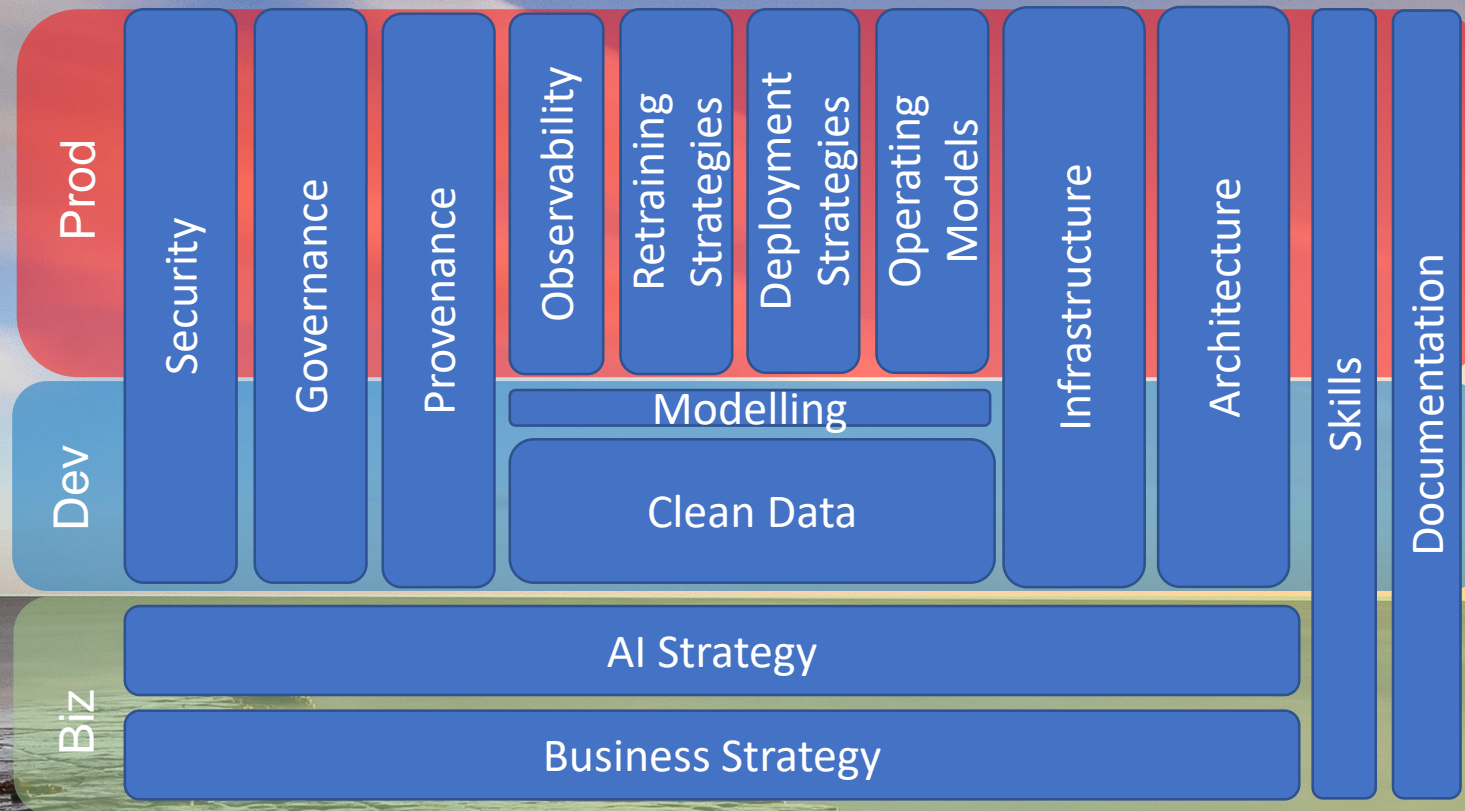 Prod
Security
Governance
Provenance
Observability
Retraining
Strategies
Deployment
Strategies
Operating
Models
Infrastructure
Architecture
Skills
Documentation
Dev
Modelling
Clean Data
Biz
AI Strategy
Business Strategy